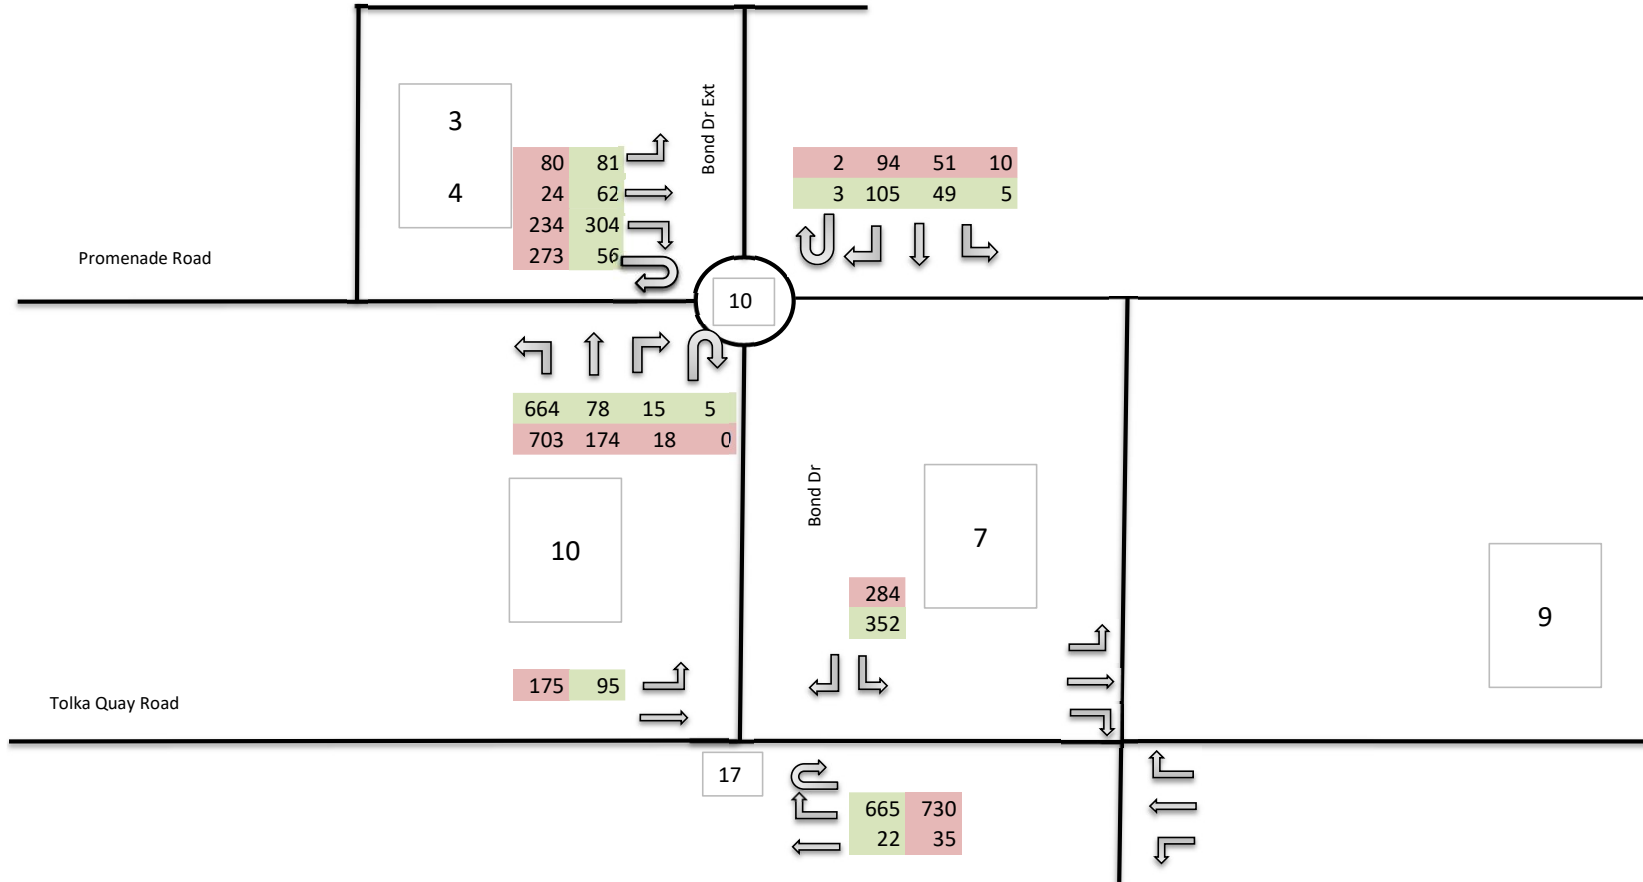 Bond Dr Ext
3
4
80 81
24 62
234 304
273 56
2 94 51 10
3 105 49 5
Promenade Road
10
664 78 15 5
703 174 18 0
Bond Dr
10
7
284
352
9
175 95
Tolka Quay Road
17
665 730
22 35